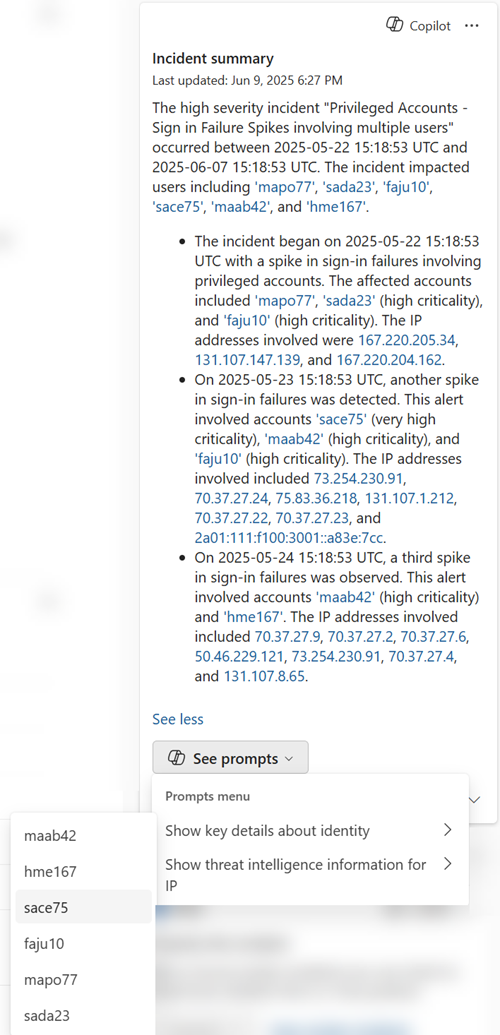 Copilot ...
Incident summary
Last updated: Jun 9, 2025 6:27 PM
The high severity incident "Privileged Accounts -
Sign in Failure Spikes involving multiple users"
occurred between 2025-05-22 15:18:53 UTC and
2025-06-07 15:18:53 UTC. The incident impacted
users including 'mapo77', 'sada23', 'faju10',
'sace75', 'maab42', and 'hme167'.
• The incident began on 2025-05-22 15:18:53
UTC with a spike in sign-in failures involving
privileged accounts. The affected accounts
included 'mapo77', 'sada23' (high criticality),
and 'faju10' (high criticality). The IP
addresses involved were 167.220.205.34,
131.107.147.139, and 167.220.204.162.
• On 2025-05-23 15:18:53 UTC, another spike
in sign-in failures was detected. This alert
involved accounts 'sace75' (very high
criticality), 'maab42' (high criticality), and
'faju10' (high criticality). The IP addresses
involved included 73.254.230.91,
70.37.27.24, 75.83.36.218, 131.107.1.212,
70.37.27.22, 70.37.27.23, and
2a01:111:f100:3001::a83e:7cc.
• On 2025-05-24 15:18:53 UTC, a third spike
in sign-in failures was observed. This alert
involved accounts 'maab42' (high criticality)
and 'hme167'. The IP addresses involved
included 70.37.27.9, 70.37.27.2, 70.37.27.6,
50.46.229.121, 73.254.230.91, 70.37.27.4,
and 131.107.8.65.
See less
See prompts
Prompts menu
Show key details about identity
Show threat intelligence information for
IP
maab42
hme167
sace75
faju10
mapo77
sada23